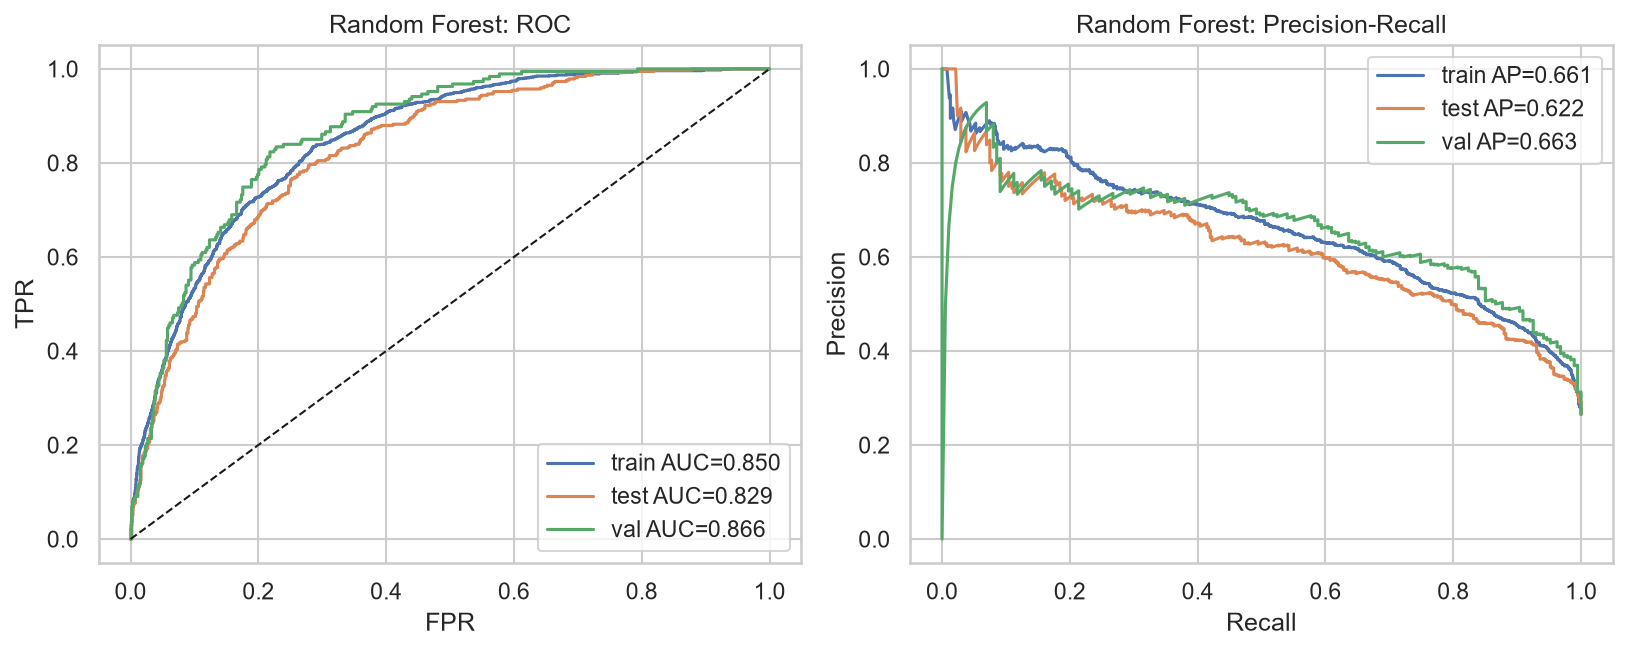 Random Forest: ROC
TPR
1.0
0.8
0.6
0.4
0.2
0.0
train AUC=0.850
test AUC=0.829
val AUC=0.866
0.0 0.2 0.4 0.6 0.8 1.0
FPR
Random Forest: Precision-Recall
Precision
1.0
0.8
0.6
0.4
0.2
0.0
train AP=0.661
test AP=0.622
val AP=0.663
0.0 0.2 0.4 0.6 0.8 1.0
Recall